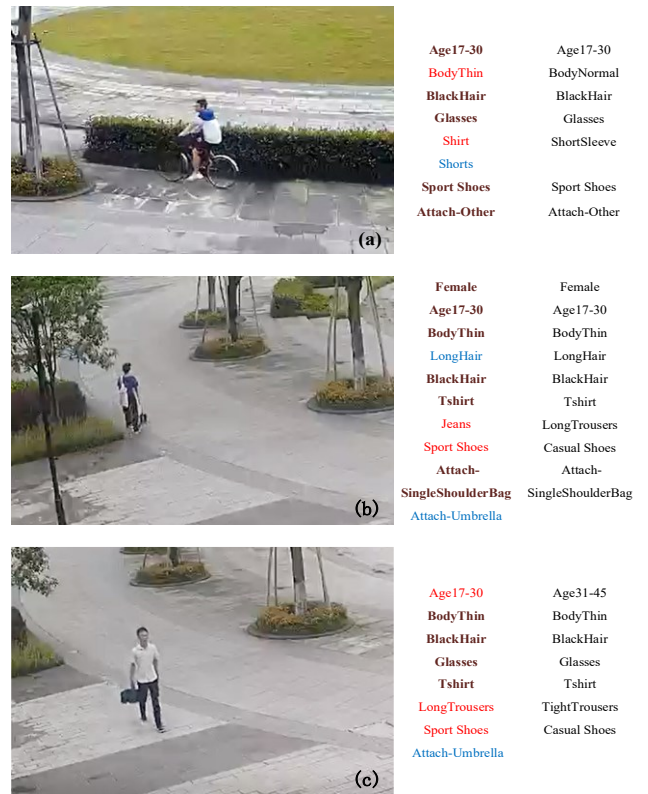 Age17-30 Age17-30
BodyThin BodyNormal
BlackHair BlackHair
Glasses Glasses
Shirt ShortSleeve
Shorts
Sport Shoes Sport Shoes
Attach-Other Attach-Other
(a)
Female Female
Age17-30 Age17-30
BodyThin BodyThin
LongHair LongHair
BlackHair BlackHair
Tshirt Tshirt
Jeans LongTrousers
Sport Shoes Casual Shoes
Attach- Attach-
SingleShoulderBag SingleShoulderBag
Attach-Umbrella
(b)
Age17-30 Age31-45
BodyThin BodyThin
BlackHair BlackHair
Glasses Glasses
Tshirt Tshirt
LongTrousers TightTrousers
Sport Shoes Casual Shoes
Attach-Umbrella
(c)